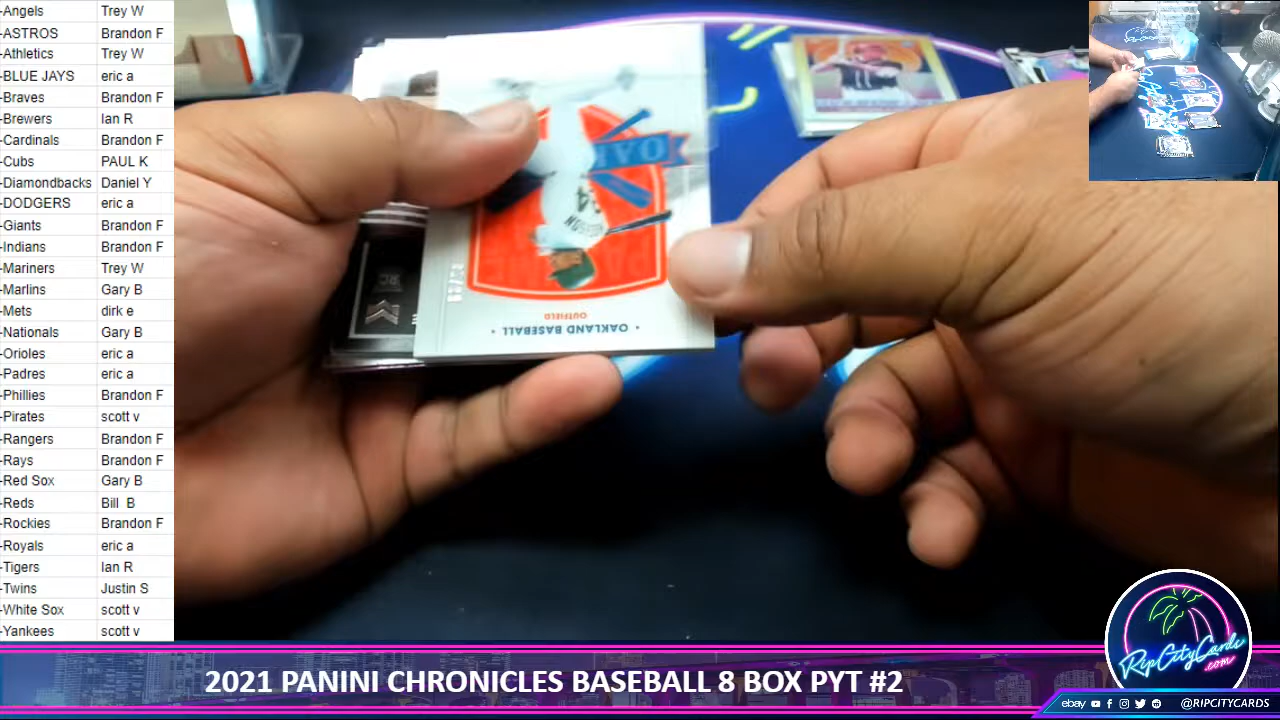 -Angels Trey W
-ASTROS Brandon F
-Athletics Trey W
-BLUE JAYS eric a
-Braves Brandon F
-Brewers Ian R
-Cardinals Brandon F
-Cubs PAUL K
-Diamondbacks Daniel Y
-DODGERS eric a
-Giants Brandon F
-Indians Brandon F
-Mariners Trey W
-Marlins Gary B
-Mets dirk e
-Nationals Gary B
-Orioles eric a
-Padres eric a
-Phillies Brandon F
-Pirates scott v
-Rangers Brandon F
-Rays Brandon F
-Red Sox Gary B
-Reds Bill B
-Rockies Brandon F
-Royals eric a
-Tigers Ian R
-Twins Justin S
-White Sox scott v
-Yankees scott v
OUTFIELD
• OAKLAND BASEBALL •
RC
RipCityCards
.com
2021 PANINI CHRONICLES BASEBALL 8 BOX PYT #2
ebay @RIPCITYCARDS